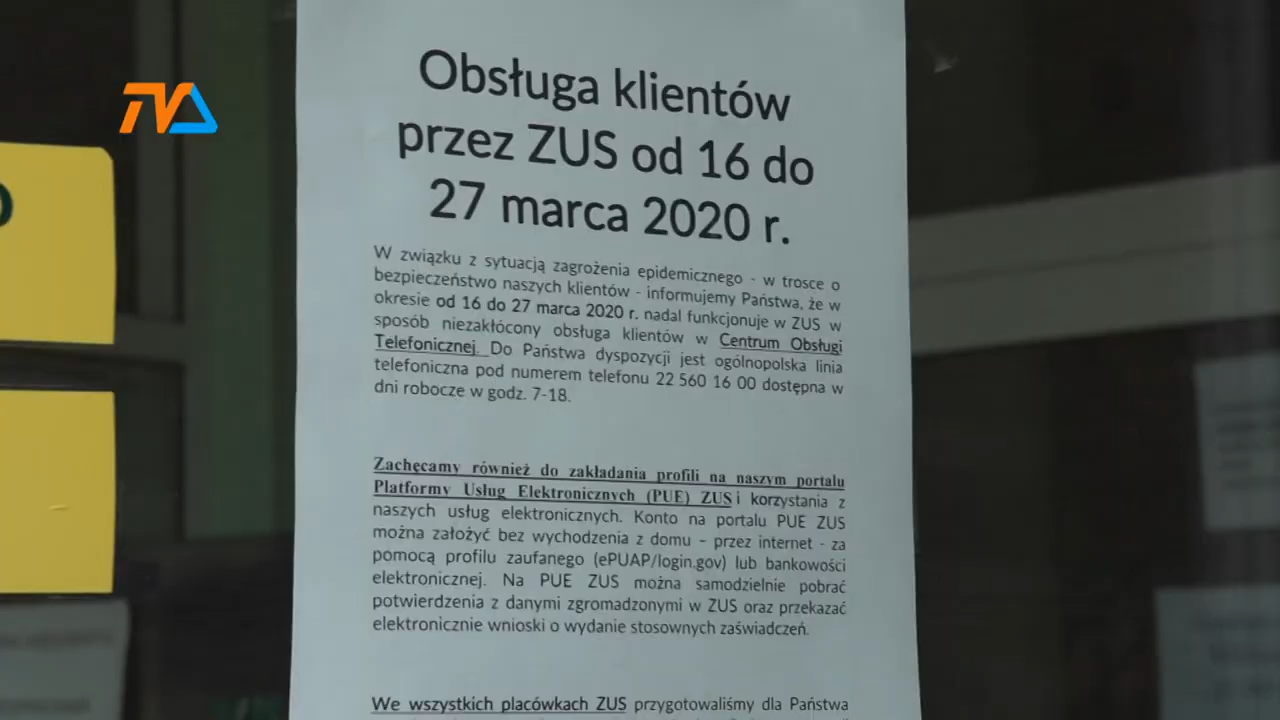 TVA
Obsługa klientów
przez ZUS od 16 do
27 marca 2020 r.
W związku z sytuacją zagrożenia epidemicznego - w trosce o
bezpieczeństwo naszych klientów - informujemy Państwa, że w
okresie od 16 do 27 marca 2020 r. nadal funkcjonuje w ZUS w
sposób niezakłócony obsługa klientów w Centrum Obsługi
Telefonicznej. Do Państwa dyspozycji jest ogólnopolska linia
telefoniczna pod numerem telefonu 22 560 16 00 dostępna w
dni robocze w godz. 7-18.
Zachęcamy również do zakładania profili na naszym portalu
Platformy Usług Elektronicznych (PUE) ZUS i korzystania z
naszych usług elektronicznych. Konto na portalu PUE ZUS
można założyć bez wychodzenia z domu – przez internet - za
pomocą profilu zaufanego (ePUAP/login.gov) lub bankowości
elektronicznej. Na PUE ZUS można samodzielnie pobrać
potwierdzenia z danymi zgromadzonymi w ZUS oraz przekazać
elektronicznie wnioski o wydanie stosownych zaświadczeń.
We wszystkich placówkach ZUS przygotowaliśmy dla Państwa